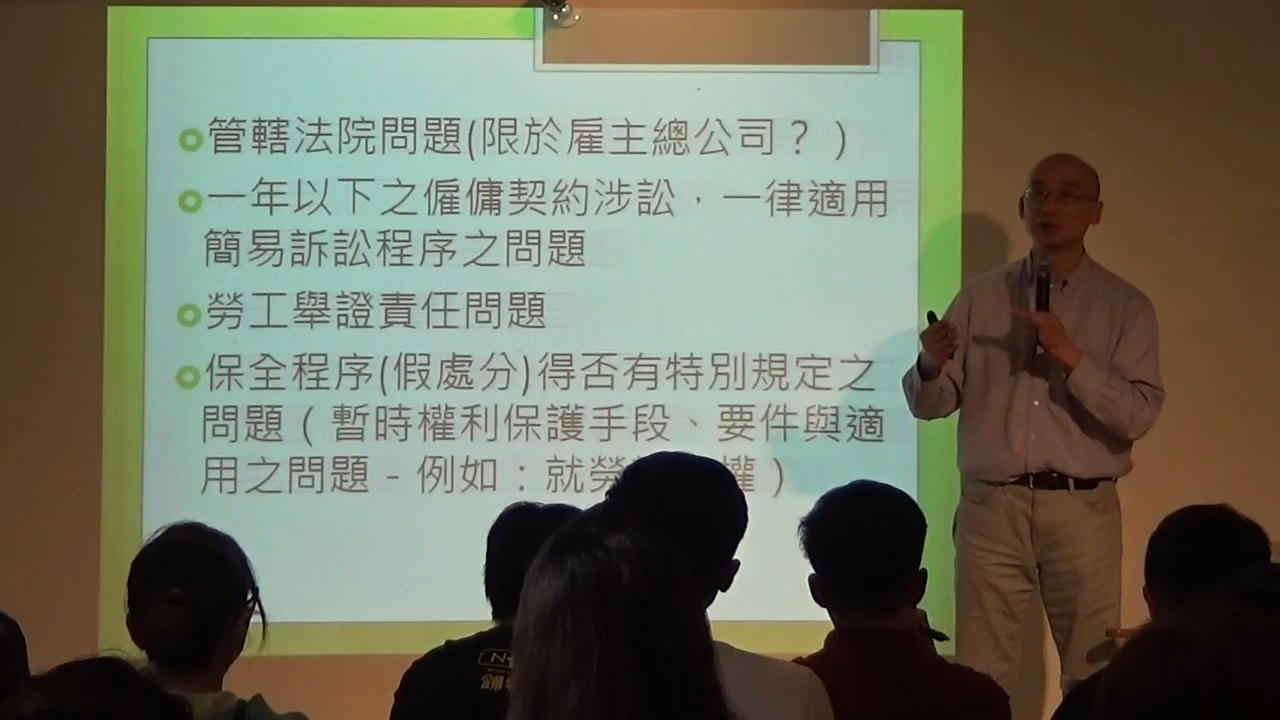 管轄法院問題(限於雇主總公司？)
一年以下之僱傭契約涉訟，一律適用
簡易訴訟程序之問題
勞工舉證責任問題
保全程序(假處分)得否有特別規定之
問題（暫時權利保護手段、要件與適
用之問題－例如：就勞 權）